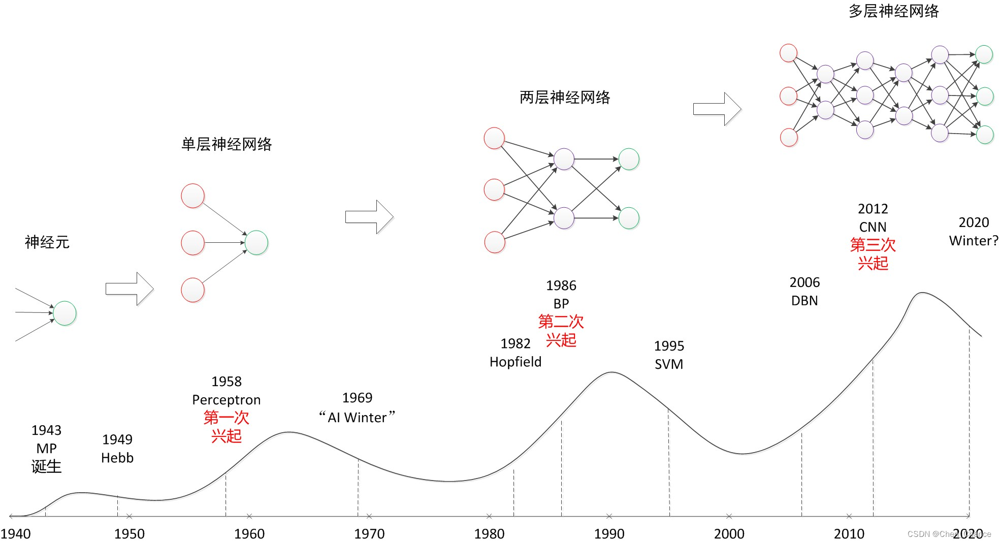 多层神经网络
两层神经网络
单层神经网络
神经元
1943
MP
诞生
1949
Hebb
1958
Perceptron
第一次
兴起
1969
“AI Winter”
1982
Hopfield
1986
BP
第二次
兴起
1995
SVM
2006
DBN
2012
CNN
第三次
兴起
2020
Winter?
1940
1950
1960
1970
1980
1990
2000
2010
2020
CSDN @Chen_Chance